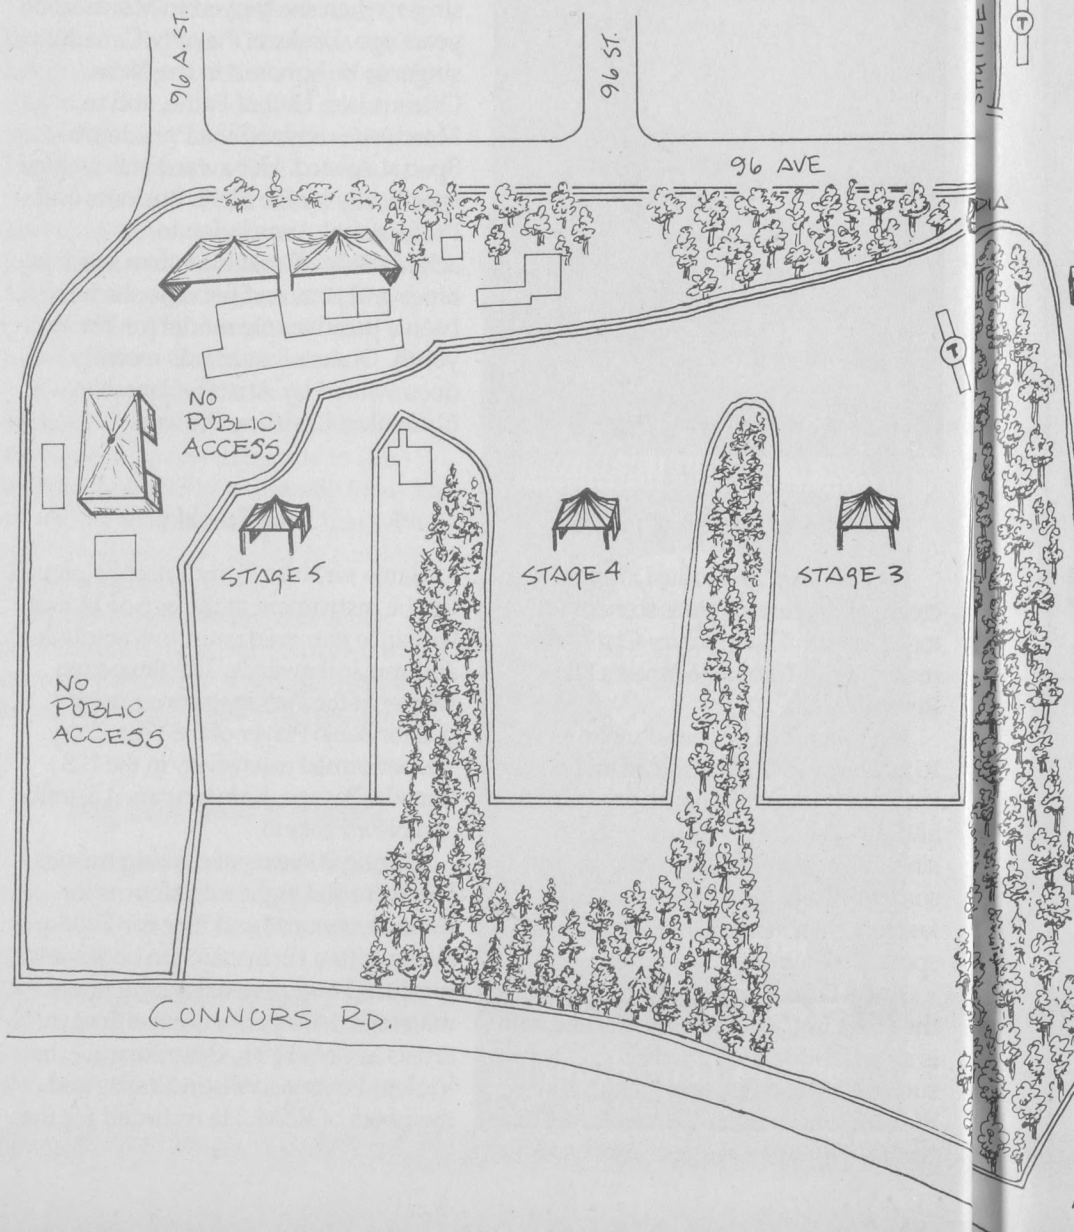 96 A ST.
96 ST.
SHUTTLE
T
96 AVE
T
NO
PUBLIC
ACCESS
STAGE 5
STAGE 4
STAGE 3
NO
PUBLIC
ACCESS
CONNORS RD.